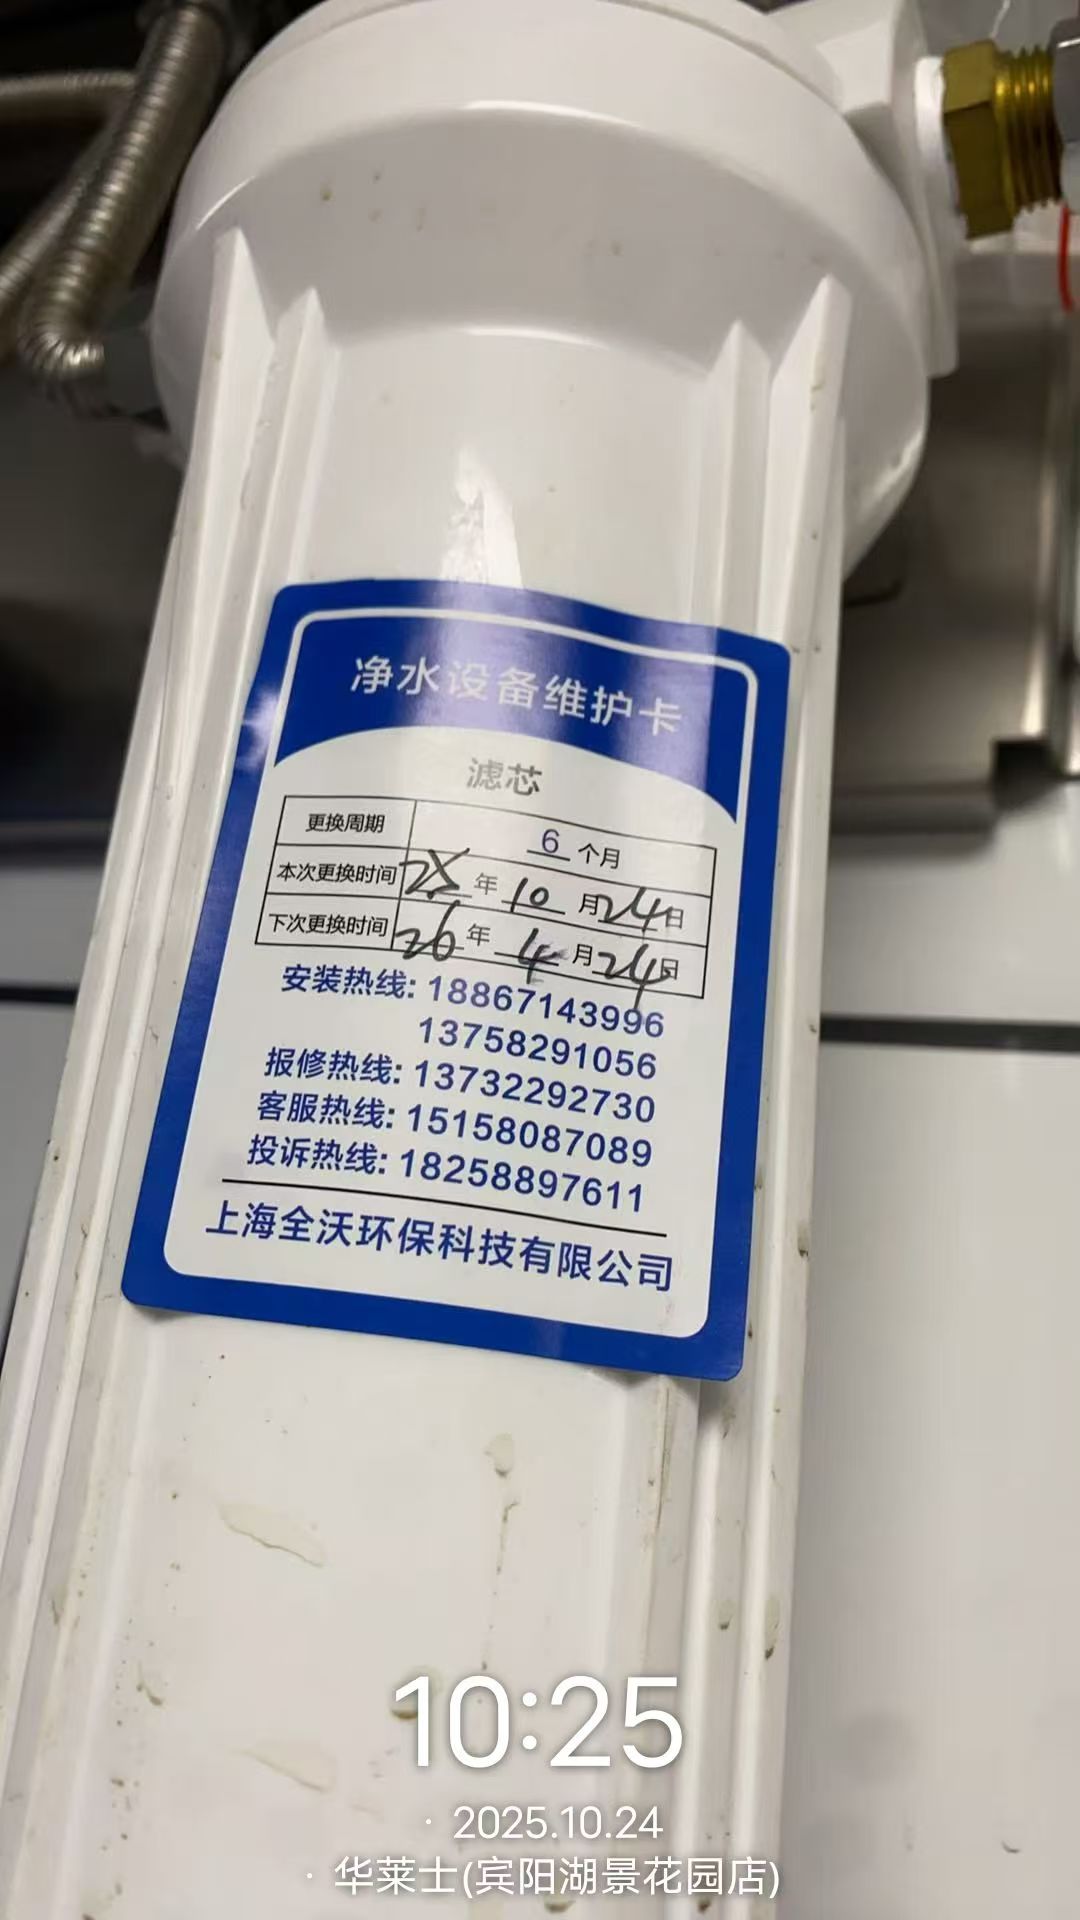 净水设备维护卡
滤芯
更换周期 6 个月
本次更换时间 25 年 10 月 24 日
下次更换时间 26 年 4 月 24 日
安装热线: 18867143996
13758291056
报修热线: 13732292730
客服热线: 15158087089
投诉热线: 18258897611
上海全沃环保科技有限公司
10:25
· 2025.10.24
· 华莱士(宾阳湖景花园店)